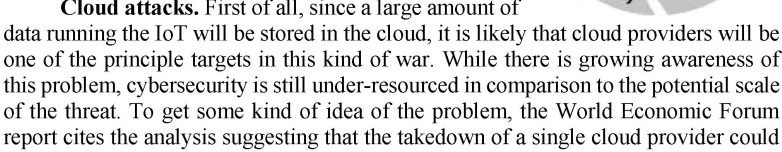 Cloud attacks. First of all, since a large amount of
data running the IoT will be stored in the cloud, it is likely that cloud providers will be
one of the principle targets in this kind of war. While there is growing awareness of
this problem, cybersecurity is still under-resourced in comparison to the potential scale
of the threat. To get some kind of idea of the problem, the World Economic Forum
report cites the analysis suggesting that the takedown of a single cloud provider could